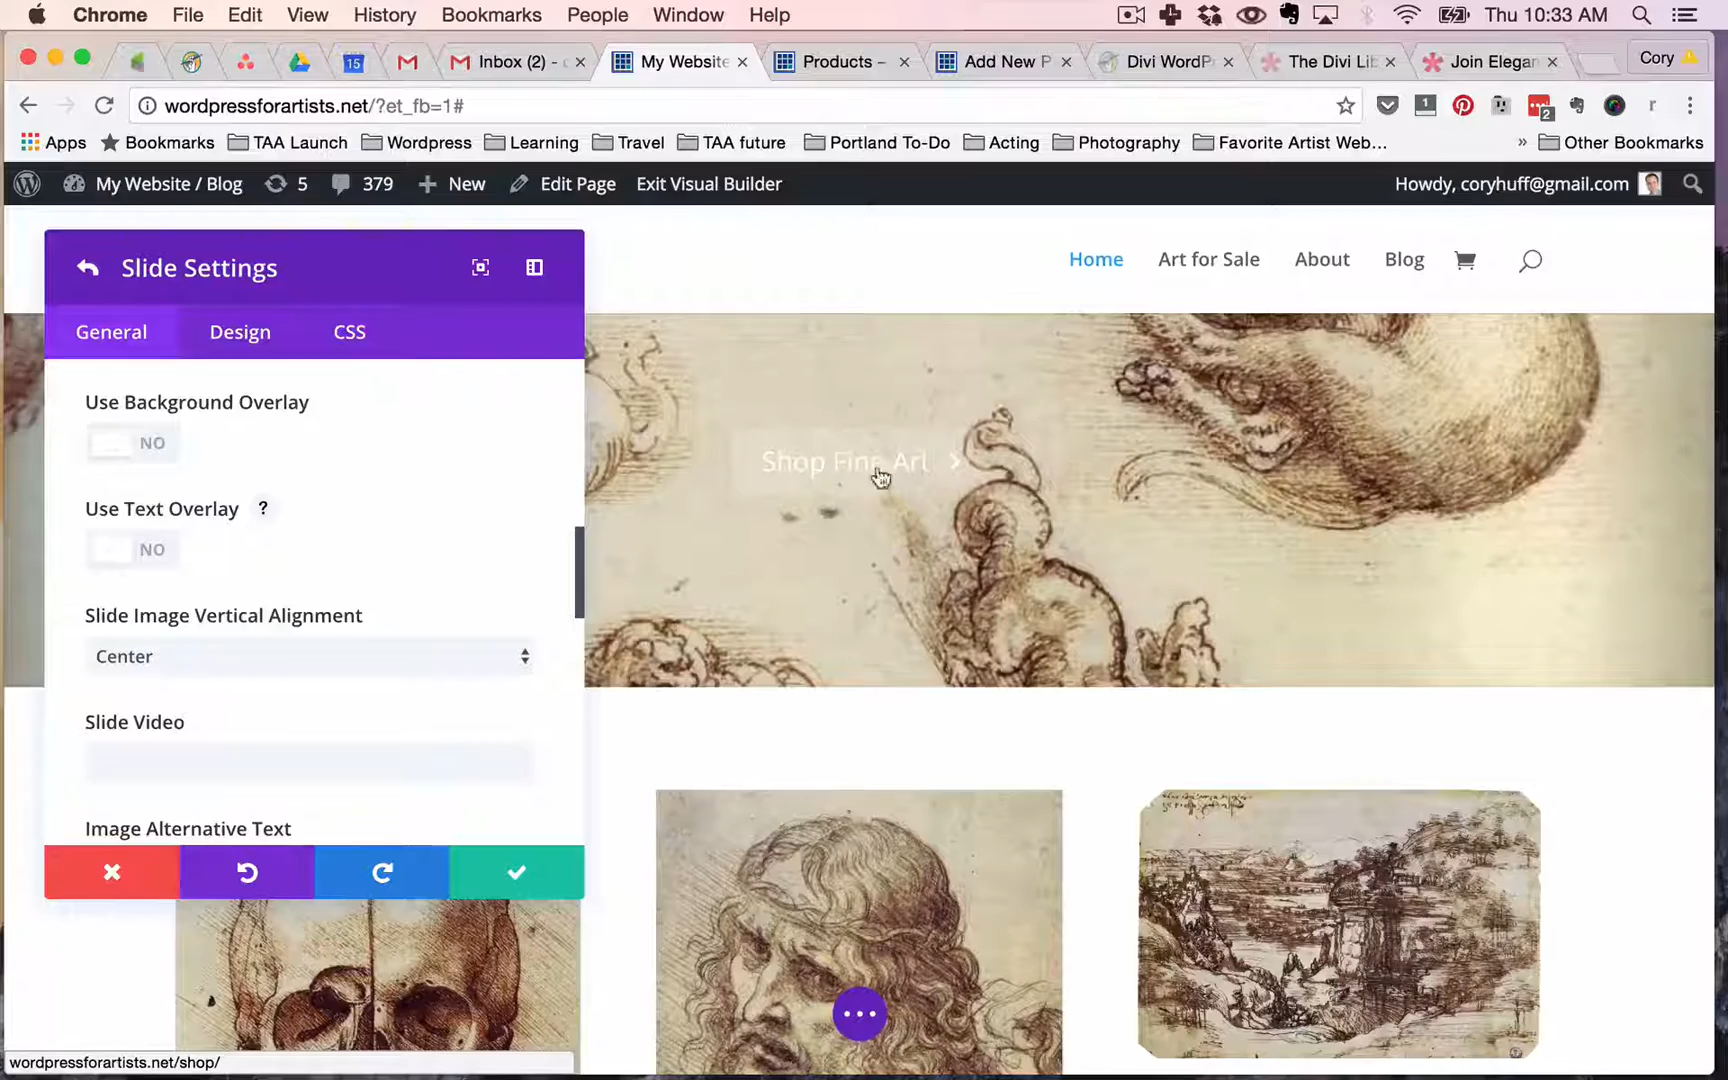 Chrome File Edit View History Bookmarks People Window Help Thu 10:33 AM
15 Inbox (2) - My Website Products – Add New P Divi WordPr The Divi Lib Join Elegan Cory
wordpressforartists.net/?et_fb=1# 1 2 r
Apps Bookmarks TAA Launch Wordpress Learning Travel TAA future Portland To-Do Acting Photography Favorite Artist Web... » Other Bookmarks
My Website / Blog 5 379 New Edit Page Exit Visual Builder Howdy, coryhuff@gmail.com
Slide Settings
Home Art for Sale About Blog
General Design CSS
Use Background Overlay
NO
Shop Fine Art
Use Text Overlay ?
NO
Slide Image Vertical Alignment
Center
Slide Video
Image Alternative Text
wordpressforartists.net/shop/